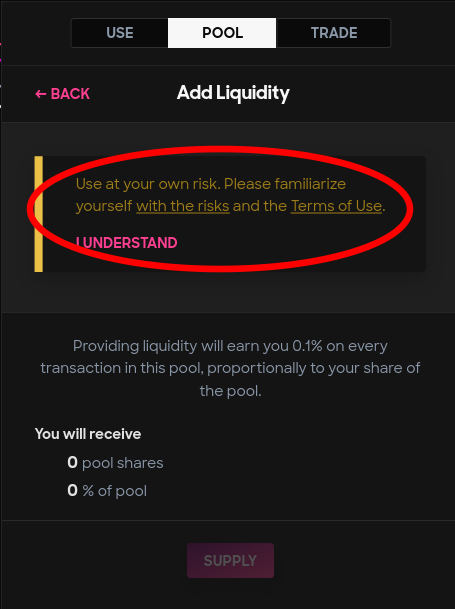 USE POOL TRADE
← BACK Add Liquidity
Use at your own risk. Please familiarize
yourself with the risks and the Terms of Use.
I UNDERSTAND
Providing liquidity will earn you 0.1% on every
transaction in this pool, proportionally to your share of
the pool.
You will receive
0 pool shares
0 % of pool
SUPPLY